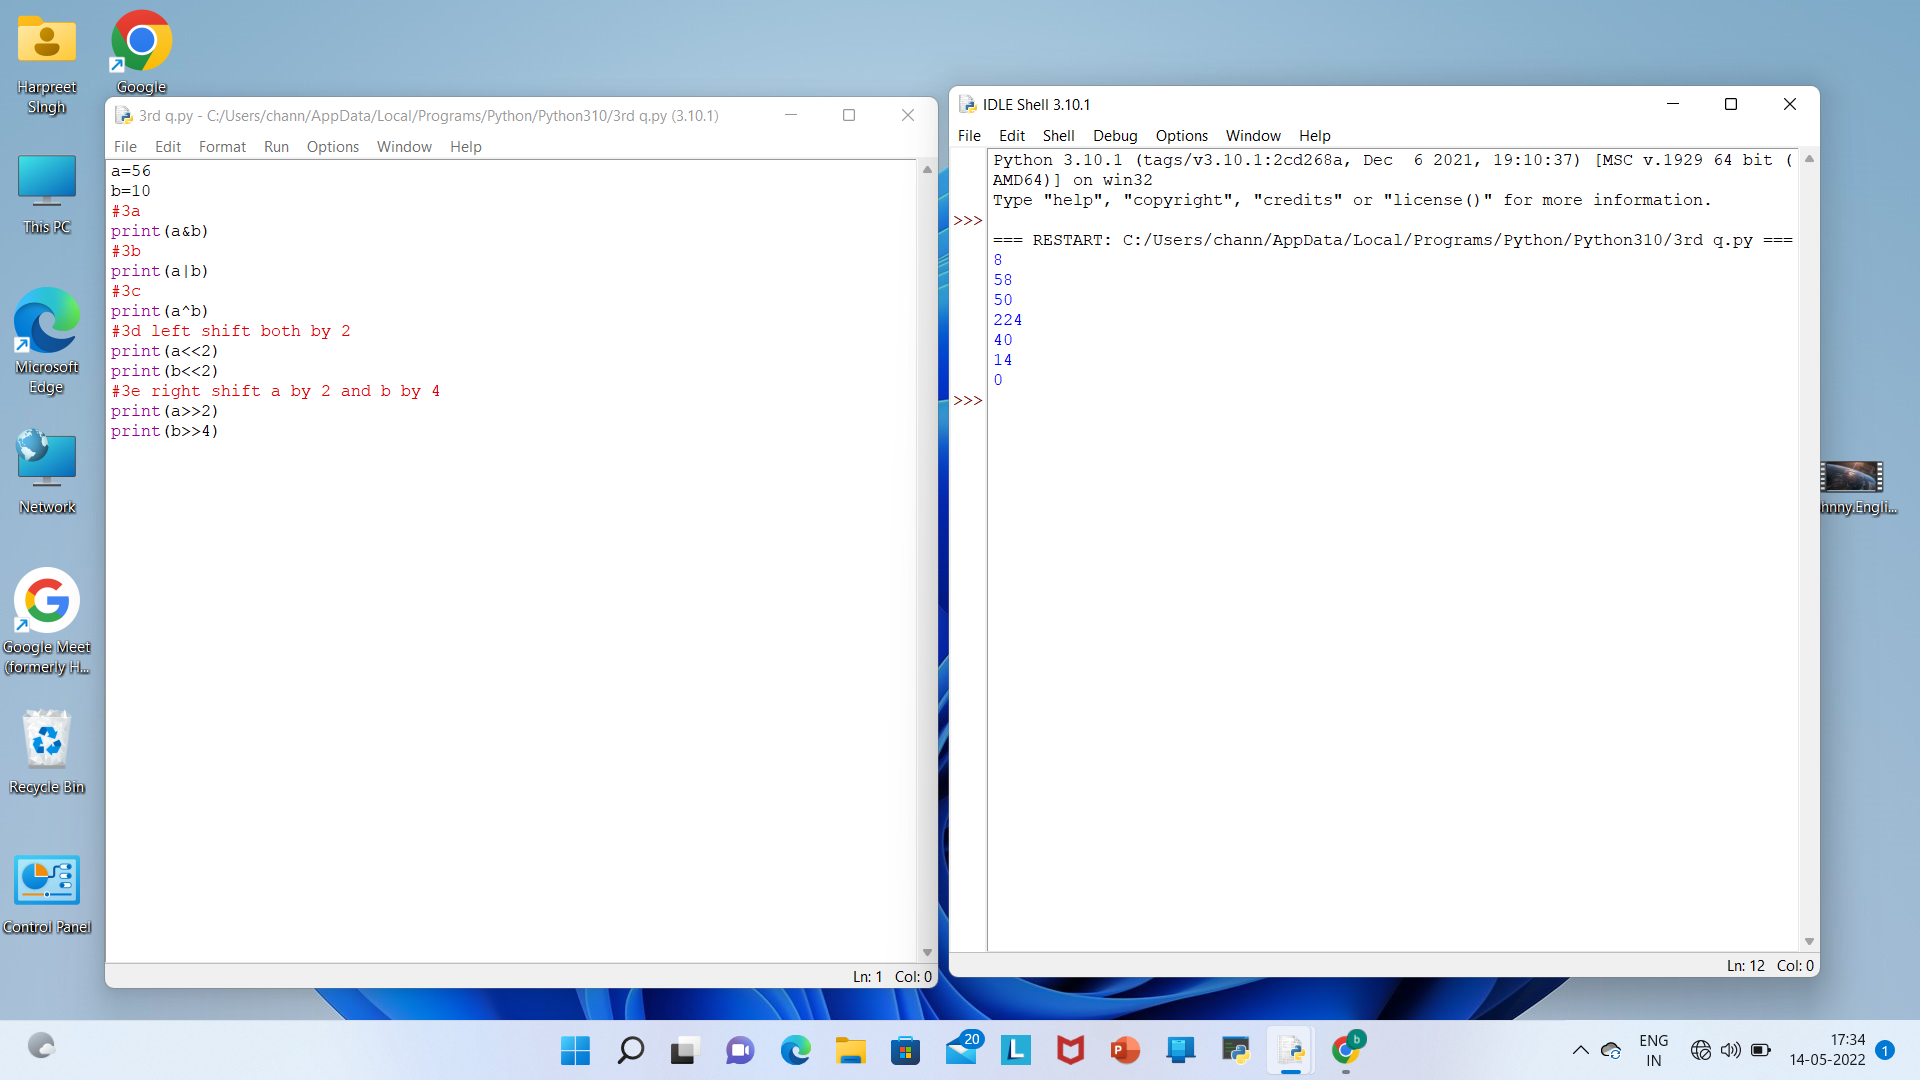 Harpreet
SIngh
Google
This PC
Microsoft
Edge
Network
Google Meet
(formerly H...
Recycle Bin
Control Panel
3rd q.py - C:/Users/chann/AppData/Local/Programs/Python/Python310/3rd q.py (3.10.1)
File Edit Format Run Options Window Help
a=56
b=10
#3a
print(a&b)
#3b
print(a|b)
#3c
print(a^b)
#3d left shift both by 2
print(a<<2)
print(b<<2)
#3e right shift a by 2 and b by 4
print(a>>2)
print(b>>4)
Ln: 1 Col: 0
IDLE Shell 3.10.1
File Edit Shell Debug Options Window Help
Python 3.10.1 (tags/v3.10.1:2cd268a, Dec  6 2021, 19:10:37) [MSC v.1929 64 bit (
AMD64)] on win32
Type "help", "copyright", "credits" or "license()" for more information.
>>>
=== RESTART: C:/Users/chann/AppData/Local/Programs/Python/Python310/3rd q.py ===
8
58
50
224
40
14
0
>>>
Ln: 12 Col: 0
hnny.Engli...
20
L
P
b
ENG
IN
17:34
14-05-2022
1